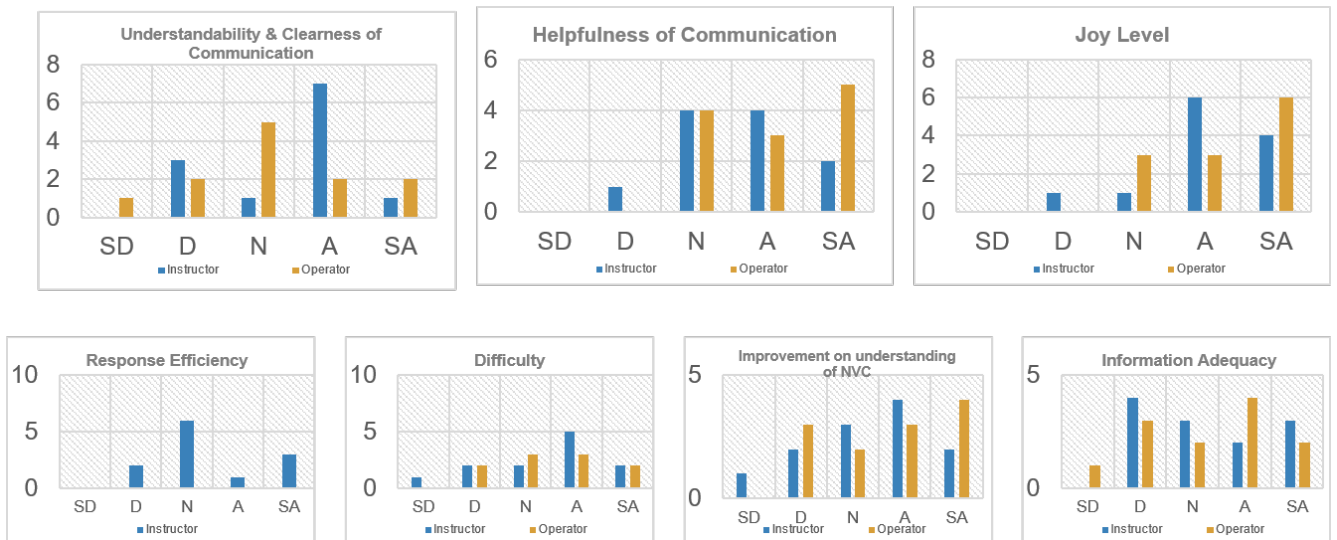 Understandability & Clearness of
Communication
8
6
4
2
0
SD D N A SA
Instructor Operator
Helpfulness of Communication
6
4
2
0
SD D N A SA
Instructor Operator
Joy Level
8
6
4
2
0
SD D N A SA
Instructor Operator
Response Efficiency
10
5
0
SD D N A SA
Instructor
Difficulty
10
5
0
SD D N A SA
Instructor Operator
Improvement on understanding
of NVC
5
0
SD D N A SA
Instructor Operator
Information Adequacy
5
0
SD D N A SA
Instructor Operator